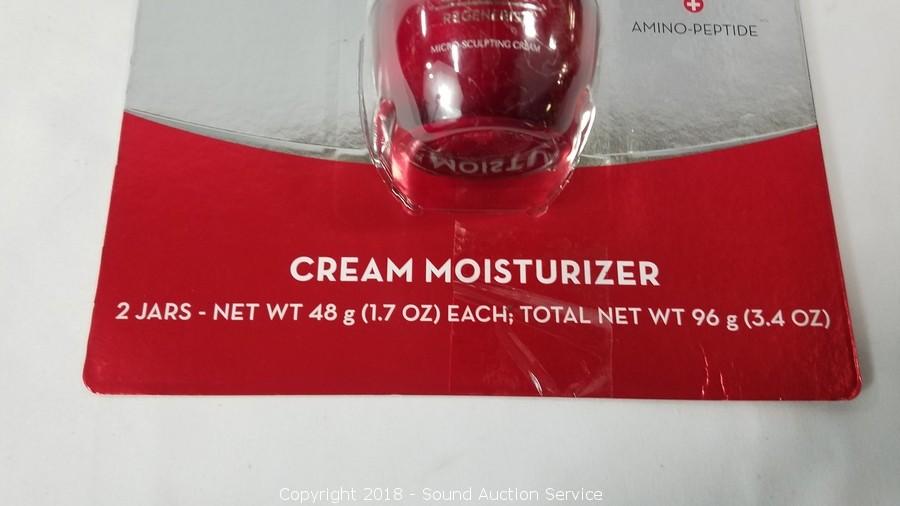 REGENERIST
MICRO-SCULPTING CREAM
AMINO-PEPTIDE
CREAM MOISTURIZER
2 JARS - NET WT 48 g (1.7 OZ) EACH; TOTAL NET WT 96 g (3.4 OZ)
Copyright 2018 - Sound Auction Service